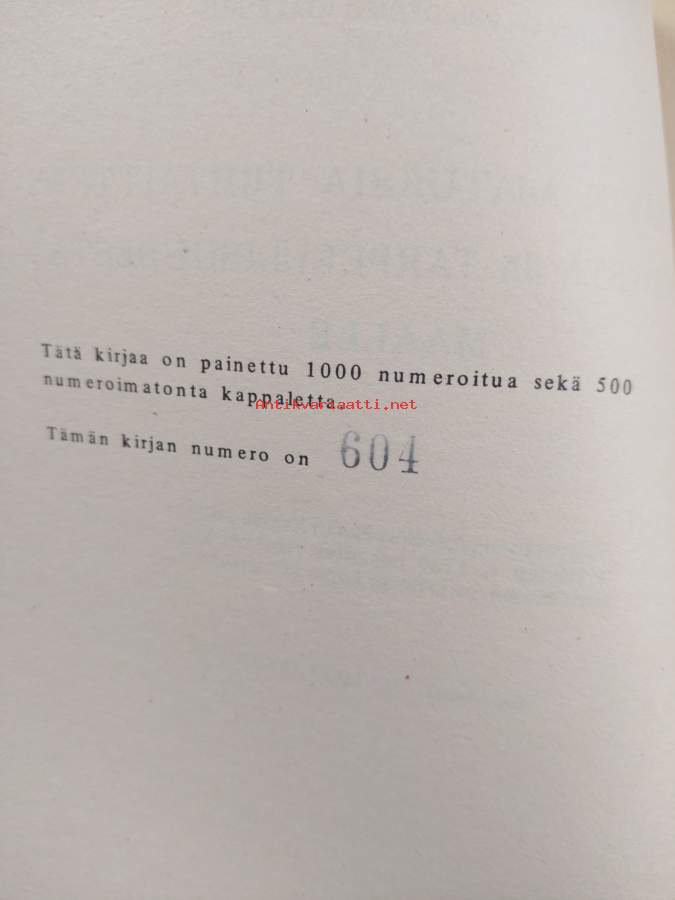 Tätä kirjaa on painettu 1000 numeroitua sekä 500
numeroimatonta kappaletta.
Antikvariaatti.net
Tämän kirjan numero on 604